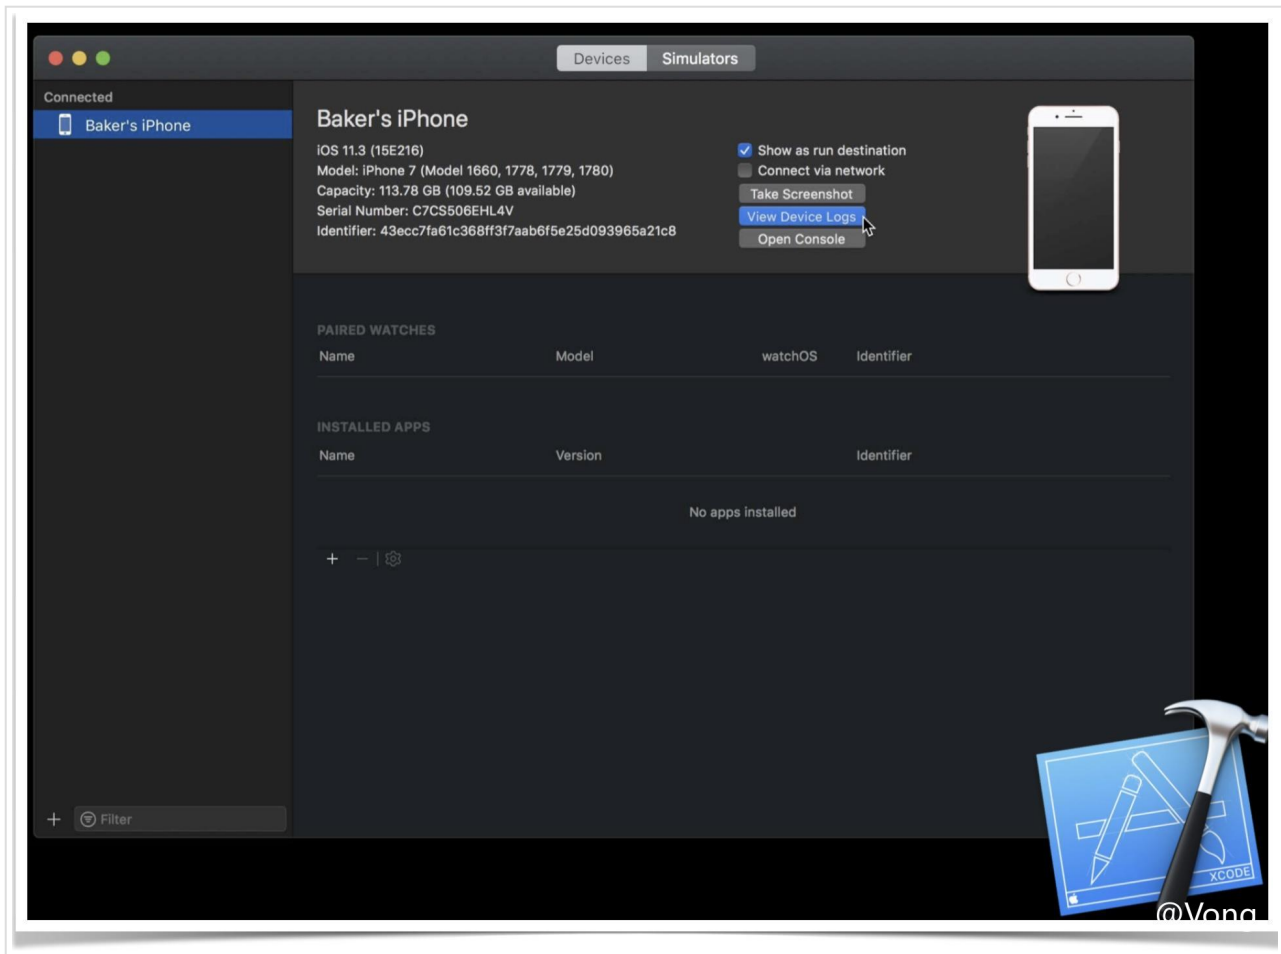 Devices Simulators
Connected
Baker's iPhone
Baker's iPhone
iOS 11.3 (15E216)
Model: iPhone 7 (Model 1660, 1778, 1779, 1780)
Capacity: 113.78 GB (109.52 GB available)
Serial Number: C7CS506EHL4V
Identifier: 43ecc7fa61c368ff3f7aab6f5e25d093965a21c8
Show as run destination
Connect via network
Take Screenshot
View Device Logs
Open Console
PAIRED WATCHES
Name Model watchOS Identifier
INSTALLED APPS
Name Version Identifier
No apps installed
Filter
XCODE
@Vong